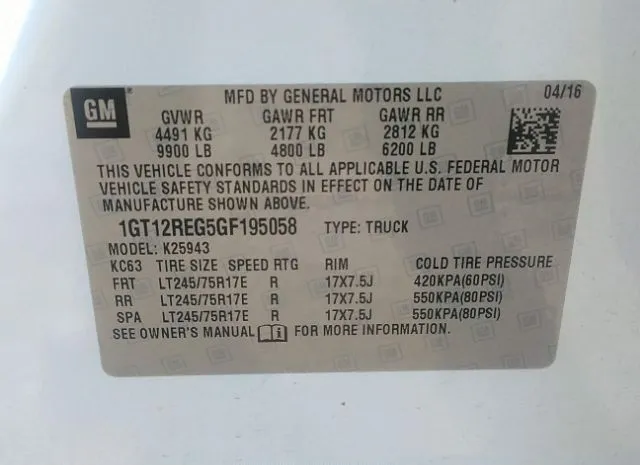 GM
MFD BY GENERAL MOTORS LLC 04/16
GVWR GAWR FRT GAWR RR
4491 KG 2177 KG 2812 KG
9900 LB 4800 LB 6200 LB
THIS VEHICLE CONFORMS TO ALL APPLICABLE U.S. FEDERAL MOTOR
VEHICLE SAFETY STANDARDS IN EFFECT ON THE DATE OF
MANUFACTURE SHOWN ABOVE.
1GT12REG5GF195058 TYPE: TRUCK
MODEL: K25943
KC63 TIRE SIZE SPEED RTG RIM COLD TIRE PRESSURE
FRT LT245/75R17E R 17X7.5J 420KPA(60PSI)
RR LT245/75R17E R 17X7.5J 550KPA(80PSI)
SPA LT245/75R17E R 17X7.5J 550KPA(80PSI)
SEE OWNER'S MANUAL FOR MORE INFORMATION.